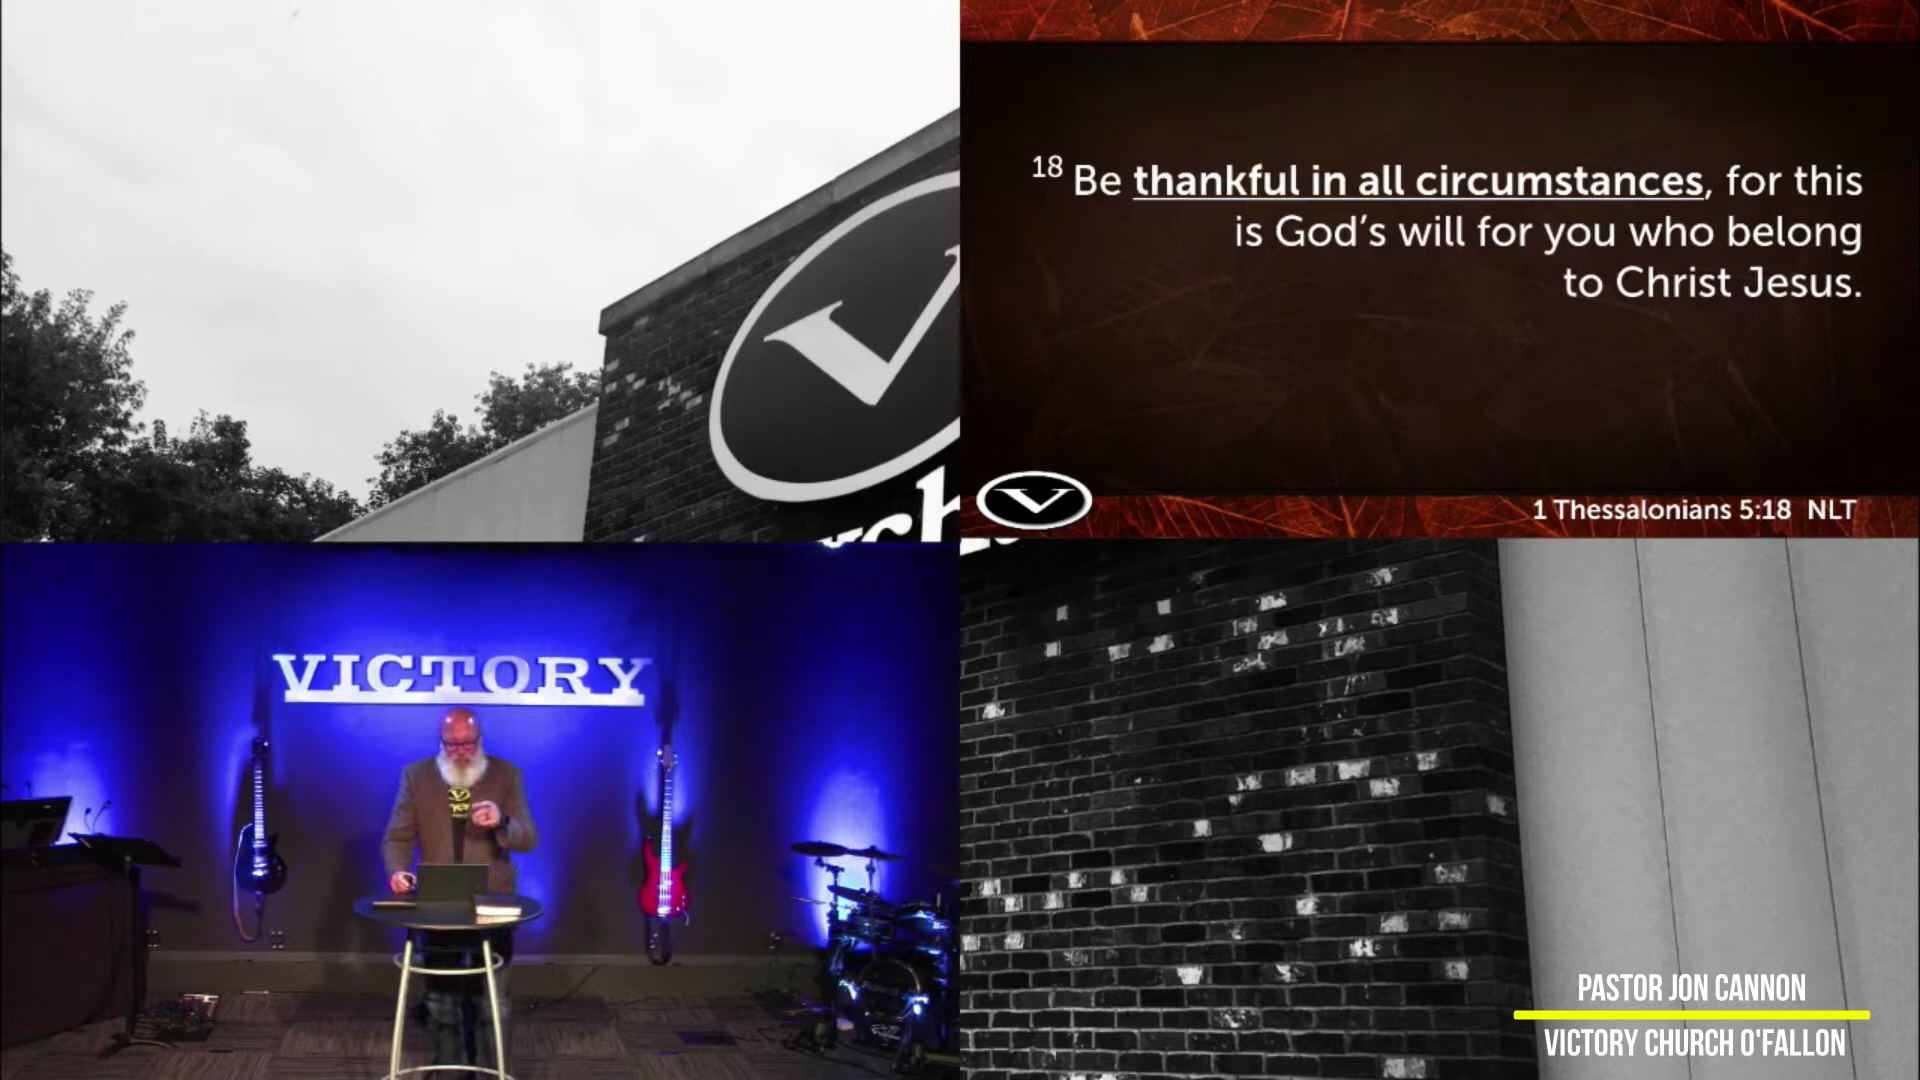 V
18 Be thankful in all circumstances, for this
is God’s will for you who belong
to Christ Jesus.
V
1 Thessalonians 5:18 NLT
VICTORY
V
PASTOR JON CANNON
VICTORY CHURCH O'FALLON